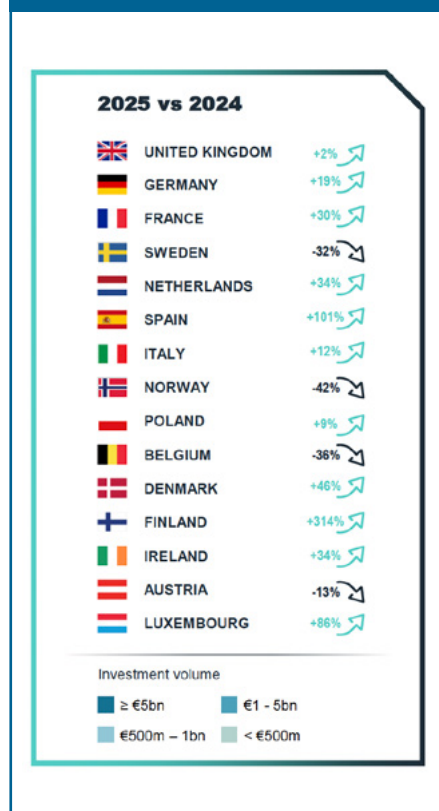 2025 vs 2024
UNITED KINGDOM +2%
GERMANY +19%
FRANCE +30%
SWEDEN -32%
NETHERLANDS +34%
SPAIN +101%
ITALY +12%
NORWAY -42%
POLAND +9%
BELGIUM -36%
DENMARK +46%
FINLAND +314%
IRELAND +34%
AUSTRIA -13%
LUXEMBOURG +86%
Investment volume
≥ €5bn €1 - 5bn
€500m – 1bn < €500m